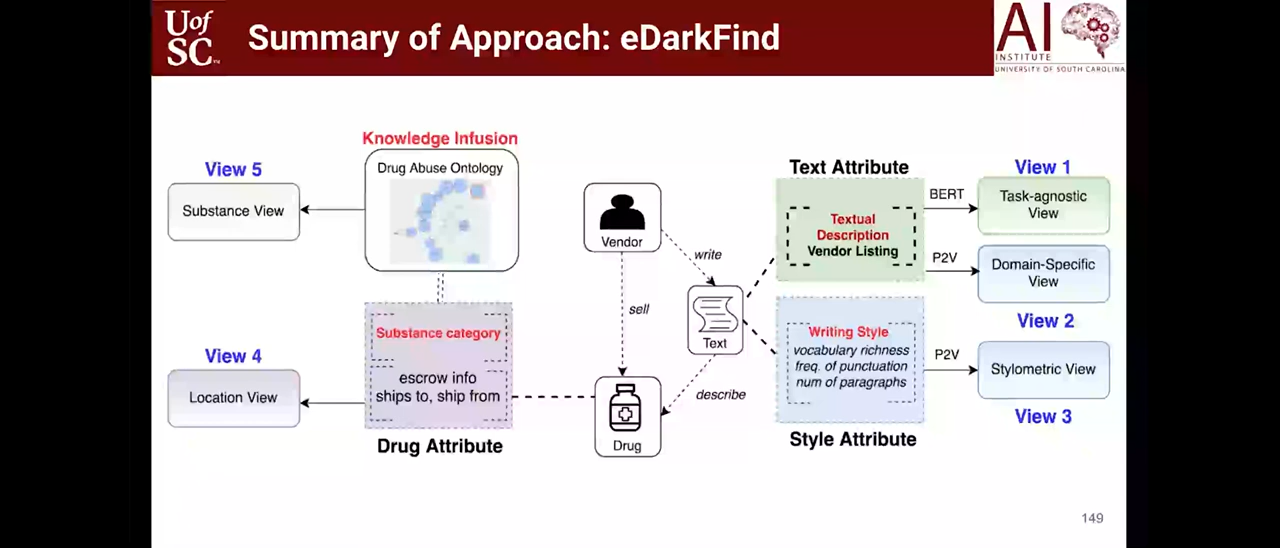 UofSC
Summary of Approach: eDarkFind
AI
INSTITUTE
UNIVERSITY OF SOUTH CAROLINA
Knowledge Infusion
Drug Abuse Ontology
View 5
Substance View
Substance category
escrow info
ships to, ship from
Drug Attribute
View 4
Location View
Vendor
write
sell
Text
describe
Drug
Text Attribute
Textual
Description
Vendor Listing
BERT
P2V
View 1
Task-agnostic
View
Domain-Specific
View
View 2
Writing Style
vocabulary richness
freq. of punctuation
num of paragraphs
Style Attribute
P2V
Stylometric View
View 3
149